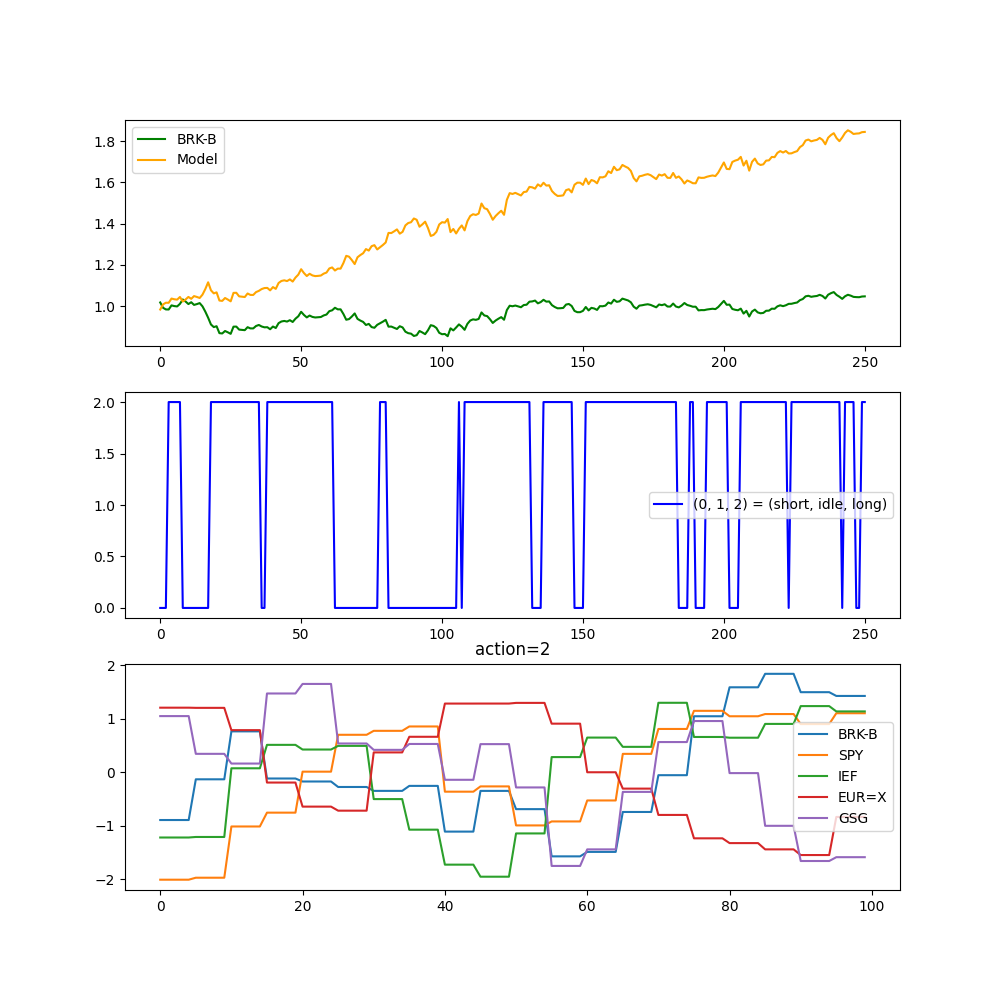 BRK-B
Model
1.8
1.6
1.4
1.2
1.0
0 50 100 150 200 250
2.0
1.5
1.0
0.5
0.0
(0, 1, 2) = (short, idle, long)
0 50 100 150 200 250
action=2
2
1
0
−1
−2
BRK-B
SPY
IEF
EUR=X
GSG
0 20 40 60 80 100